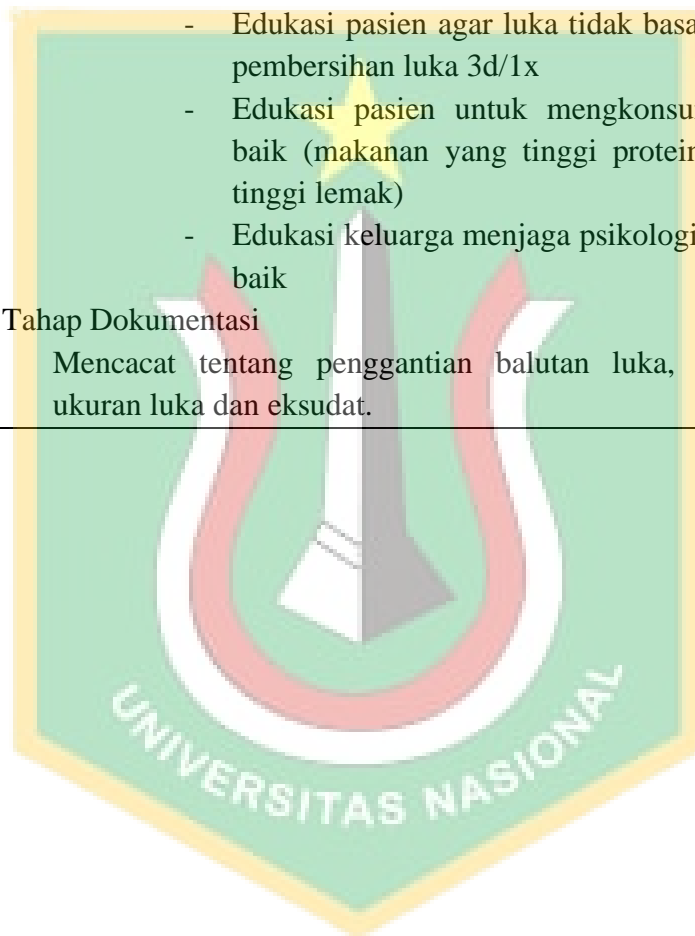 - Edukasi pasien agar luka tidak basa
pembersihan luka 3d/1x
- Edukasi pasien untuk mengkonsu
baik (makanan yang tinggi protein
tinggi lemak)
- Edukasi keluarga menjaga psikologi
baik
Tahap Dokumentasi
Mencacat tentang penggantian balutan luka,
ukuran luka dan eksudat.
UNIVERSITAS NASIONAL